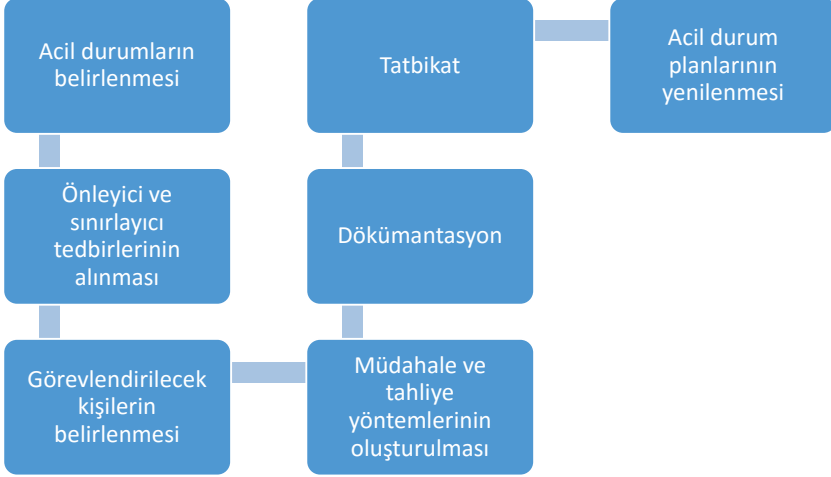 Acil durumların
belirlenmesi
Önleyici ve
sınırlayıcı
tedbirlerinin
alınması
Görevlendirilecek
kişilerin
belirlenmesi
Müdahale ve
tahliye
yöntemlerinin
oluşturulması
Dökümantasyon
Tatbikat
Acil durum
planlarının
yenilenmesi